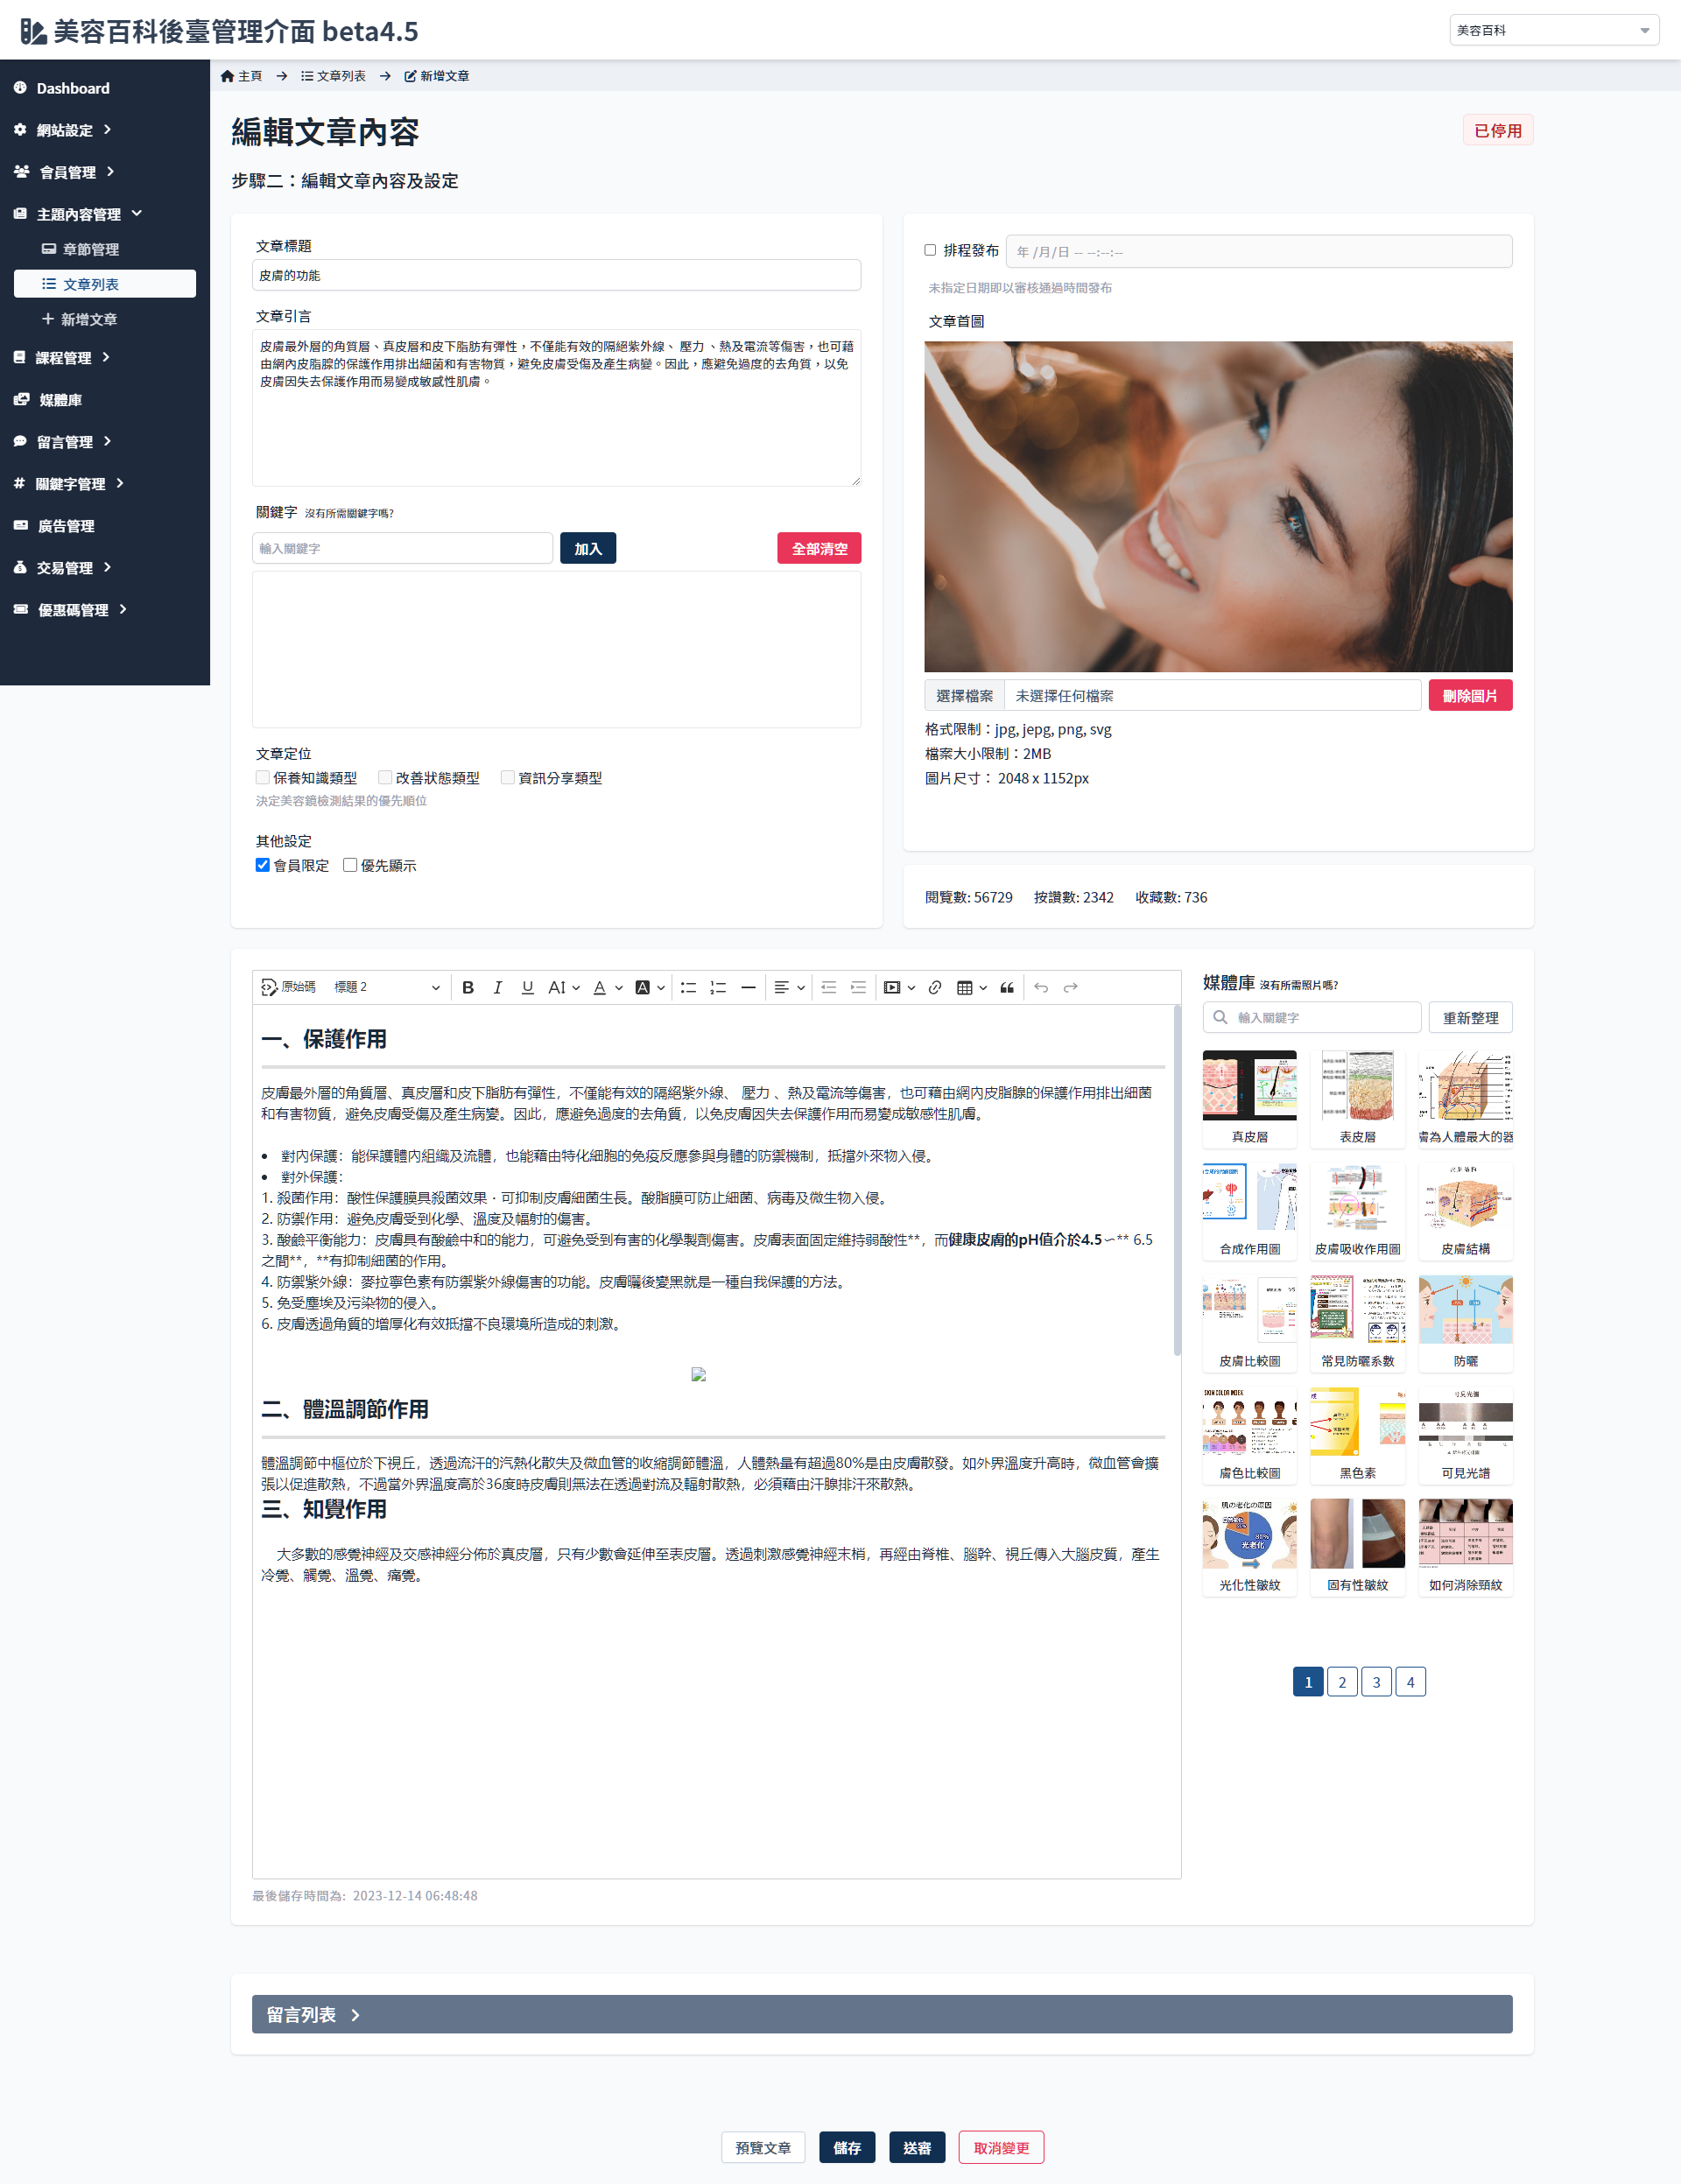 美容百科後臺管理介面 beta4.5
美容百科
Dashboard
網站設定
會員管理
主題內容管理
章節管理
文章列表
新增文章
課程管理
媒體庫
留言管理
關鍵字管理
廣告管理
交易管理
優惠碼管理
主頁 → 文章列表 → 新增文章
編輯文章內容
已停用
步驟二：編輯文章內容及設定
文章標題
皮膚的功能
文章引言
皮膚最外層的角質層、真皮層和皮下脂肪有彈性，不僅能有效的隔絕紫外線、 壓力 、熱及電流等傷害，也可藉
由網內皮脂腺的保護作用排出細菌和有害物質，避免皮膚受傷及產生病變。因此，應避免過度的去角質，以免
皮膚因失去保護作用而易變成敏感性肌膚。
關鍵字 沒有所需關鍵字嗎?
輸入關鍵字
加入
全部清空
文章定位
保養知識類型 改善狀態類型 資訊分享類型
決定美容鏡檢測結果的優先順位
其他設定
會員限定 優先顯示
排程發布 年 /月/日 -- --:--:--
未指定日期即以審核通過時間發布
文章首圖
選擇檔案 未選擇任何檔案
刪除圖片
格式限制：jpg, jepg, png, svg
檔案大小限制：2MB
圖片尺寸： 2048 x 1152px
閱覽數: 56729 按讚數: 2342 收藏數: 736
原始碼 標題 2
一、保護作用
皮膚最外層的角質層、真皮層和皮下脂肪有彈性，不僅能有效的隔絕紫外線、 壓力 、熱及電流等傷害，也可藉由網內皮脂腺的保護作用排出細菌
和有害物質，避免皮膚受傷及產生病變。因此，應避免過度的去角質，以免皮膚因失去保護作用而易變成敏感性肌膚。
• 對內保護：能保護體內組織及流體，也能藉由特化細胞的免疫反應參與身體的防禦機制，抵擋外來物入侵。
• 對外保護：
1. 殺菌作用：酸性保護膜具殺菌效果，可抑制皮膚細菌生長。酸脂膜可防止細菌、病毒及微生物入侵。
2. 防禦作用：避免皮膚受到化學、溫度及輻射的傷害。
3. 酸鹼平衡能力：皮膚具有酸鹼中和的能力，可避免受到有害的化學製劑傷害。皮膚表面固定維持弱酸性**，而健康皮膚的pH值介於4.5∽** 6.5
之間**，**有抑制細菌的作用。
4. 防禦紫外線：麥拉寧色素有防禦紫外線傷害的功能。皮膚曬後變黑就是一種自我保護的方法。
5. 免受塵埃及污染物的侵入。
6. 皮膚透過角質的增厚化有效抵擋不良環境所造成的刺激。
二、體溫調節作用
體溫調節中樞位於下視丘，透過流汗的汽熱化散失及微血管的收縮調節體溫，人體熱量有超過80%是由皮膚散發。如外界溫度升高時，微血管會擴
張以促進散熱，不過當外界溫度高於36度時皮膚則無法在透過對流及輻射散熱，必須藉由汗腺排汗來散熱。
三、知覺作用
大多數的感覺神經及交感神經分佈於真皮層，只有少數會延伸至表皮層。透過刺激感覺神經末梢，再經由脊椎、腦幹、視丘傳入大腦皮質，產生
冷覺、觸覺、溫覺、痛覺。
最後儲存時間為: 2023-12-14 06:48:48
媒體庫 沒有所需照片嗎?
輸入關鍵字
重新整理
真皮層
表皮層
膚為人體最大的器
合成作用圖
皮膚吸收作用圖
皮膚結構
皮膚比較圖
常見防曬系數
防曬
SKIN COLOR INDEX
可見光譜
膚色比較圖
黑色素
可見光譜
肌の老化の原因
光老化
光化性皺紋
固有性皺紋
如何消除頸紋
1 2 3 4
留言列表
預覽文章
儲存
送審
取消變更